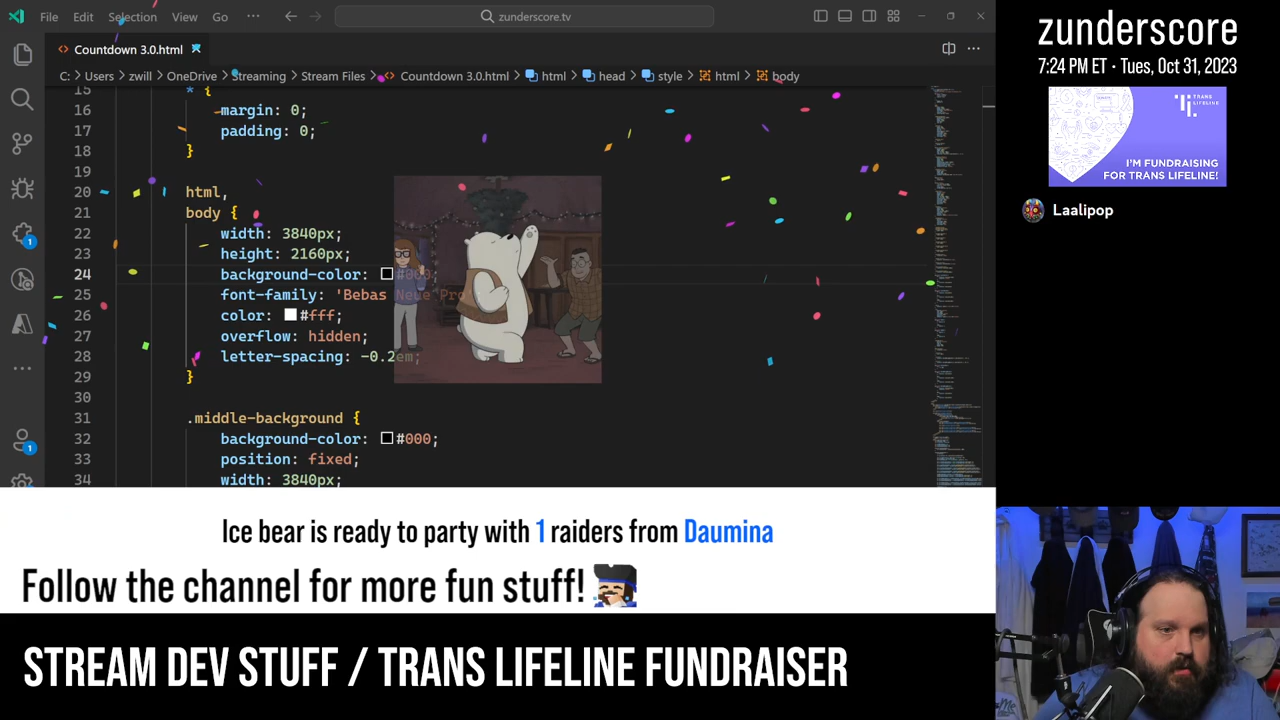 File Edit Selection View Go ··· zunderscore.tv
Countdown 3.0.html
C: > Users > zwill > OneDrive > Streaming > Stream Files > Countdown 3.0.html > html > head > style > html > body
15 * {
16 margin: 0;
17 padding: 0;
18 }
19
20 html,
21 body {
22 width: 3840px;
23 height: 2160px;
24 background-color: #000;
25 font-family: 'Bebas Neue Pro
26 color: #fff;
27 overflow: hidden;
28 letter-spacing: -0.2em;
29 }
30
31 .middle-background {
32 background-color: #000;
33 position: fixed;
34 width: 3840px;
1
1
Ice bear is ready to party with 1 raiders from Daumina
Follow the channel for more fun stuff!
STREAM DEV STUFF / TRANS LIFELINE FUNDRAISER
zunderscore
7:24 PM ET · Tues, Oct 31, 2023
TRANS
LIFELINE
I'M FUNDRAISING
FOR TRANS LIFELINE!
Laalipop